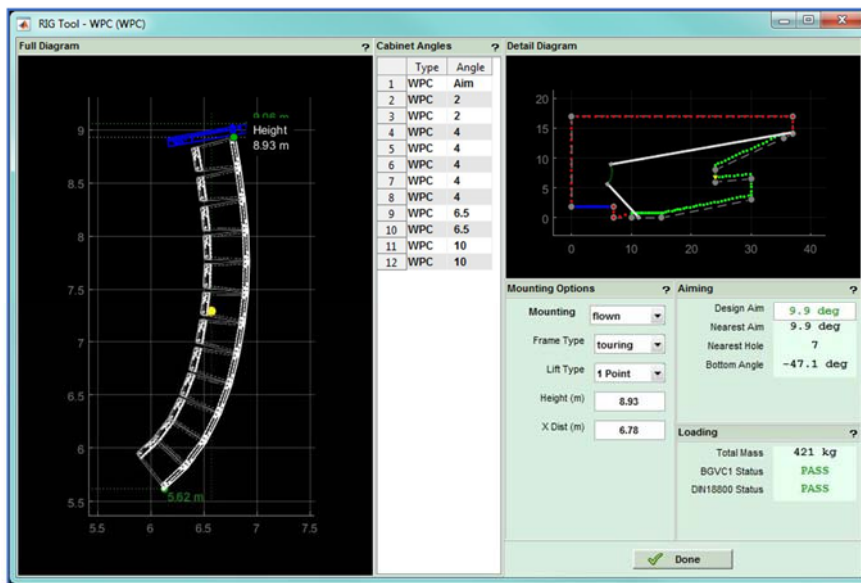 RIG Tool - WPC (WPC)
Full Diagram ?
9.06 m
Height
8.93 m
9
8.5
8
7.5
7
6.5
6
5.5
5.62 m
5.5 6 6.5 7 7.5
Cabinet Angles ?
Type Angle
1 WPC Aim
2 WPC 2
3 WPC 2
4 WPC 4
5 WPC 4
6 WPC 4
7 WPC 4
8 WPC 4
9 WPC 6.5
10 WPC 6.5
11 WPC 10
12 WPC 10
Detail Diagram ?
20
15
10
5
0
0 10 20 30 40
Mounting Options ?
Mounting flown
Frame Type touring
Lift Type 1 Point
Height (m) 8.93
X Dist (m) 6.78
Aiming ?
Design Aim 9.9 deg
Nearest Aim 9.9 deg
Nearest Hole 7
Bottom Angle -47.1 deg
Loading ?
Total Mass 421 kg
BGVC1 Status PASS
DIN18800 Status PASS
Done